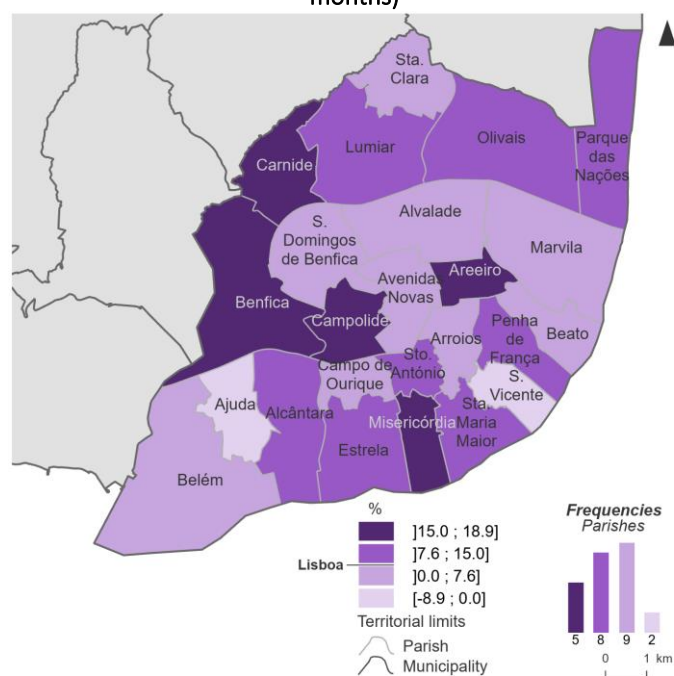 months)
Sta.
Clara
Carnide
Lumiar
Olivais
Parque
das
Nações
S.
Domingos
de Benfica
Alvalade
Marvila
Benfica
Campolide
Avenidas
Novas
Areeiro
Arroios
Penha
de
França
Beato
Campo de
Ourique
Sto.
António
S.
Vicente
Ajuda
Alcântara
Misericórdia
Sta.
Maria
Maior
Estrela
Belém
%
]15.0 ; 18.9]
]7.6 ; 15.0]
Lisboa
]0.0 ; 7.6]
[-8.9 ; 0.0]
Territorial limits
Parish
Municipality
Frequencies
Parishes
5 8 9 2
0 1 km